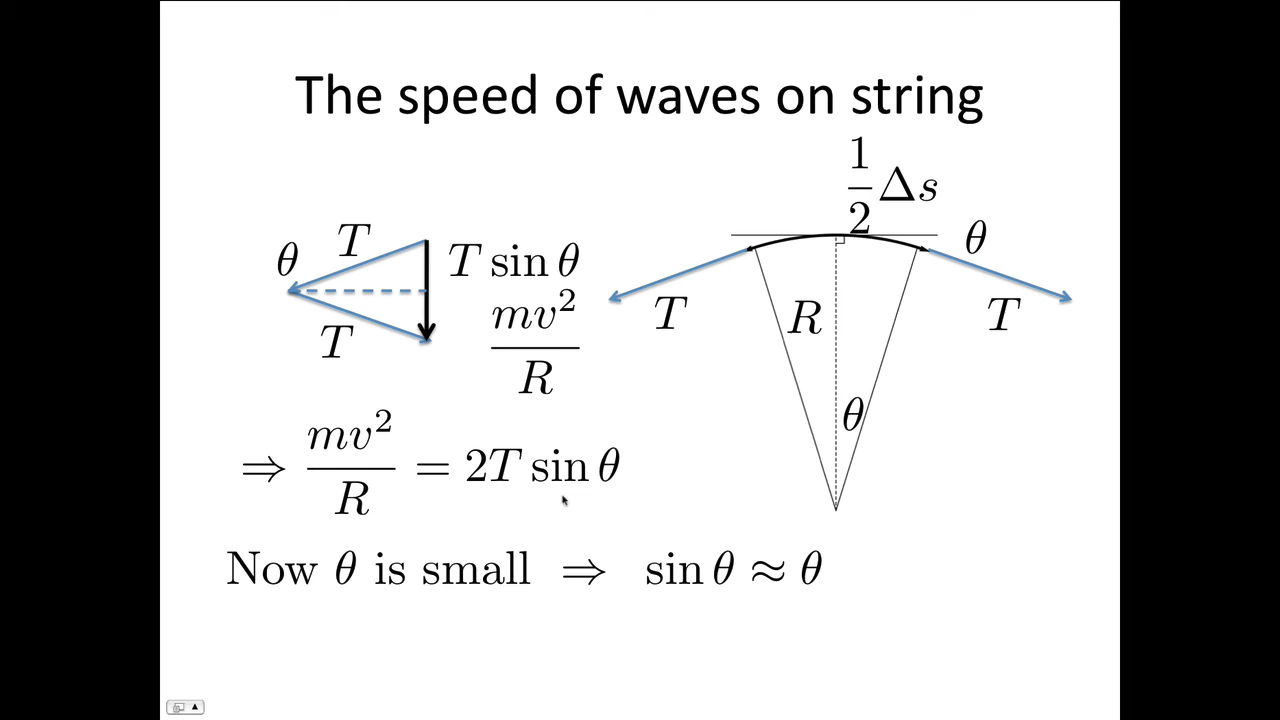 The speed of waves on string
1/2 Δs
θ T T sin θ
T
mv²/R
θ
T R T
θ
⇒ mv²/R = 2T sin θ
Now θ is small ⇒ sin θ ≈ θ